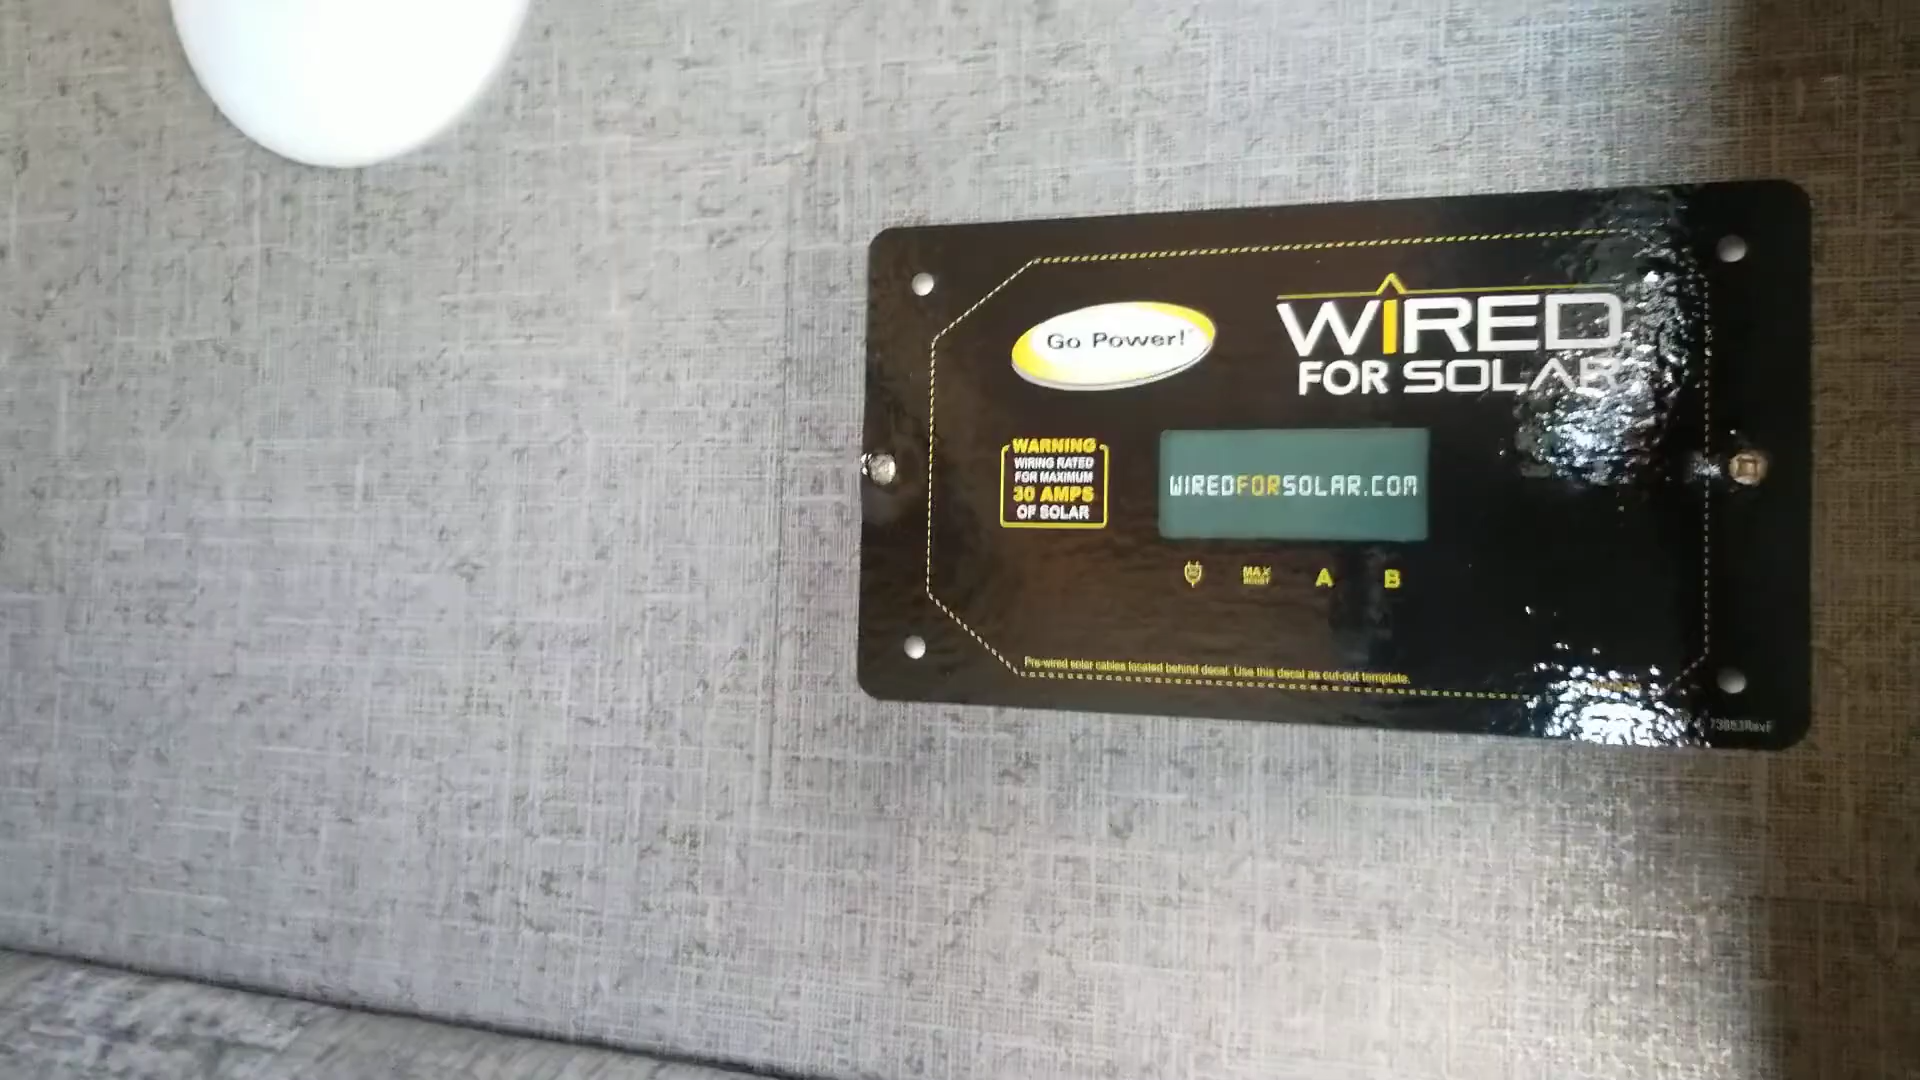 Go Power!
WIRED
FOR SOLAR
WARNING
WIRING RATED
FOR MAXIMUM
30 AMPS
OF SOLAR
WIREDFORSOLAR.COM
MAX
BOOST
A
B
Pre-wired solar cables located behind decal. Use this decal as cut-out template.